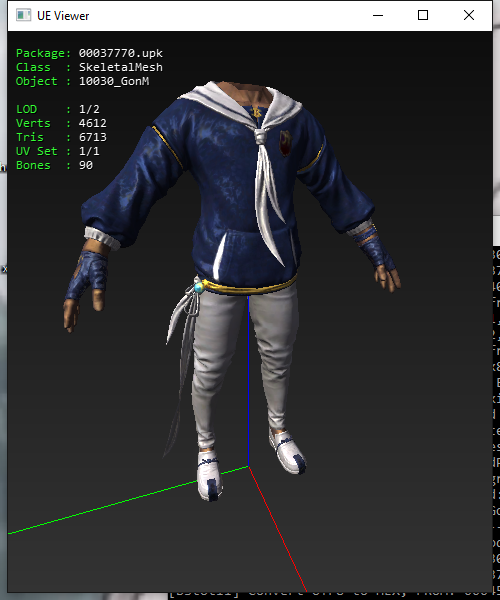 UE Viewer
Package: 00037770.upk
Class : SkeletalMesh
Object : 10030_GonM
LOD : 1/2
Verts : 4612
Tris : 6713
UV Set : 1/1
Bones : 90